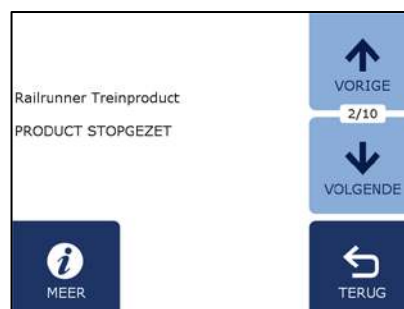 Railrunner Treinproduct
PRODUCT STOPGEZET
VORIGE
2/10
VOLGENDE
MEER
TERUG